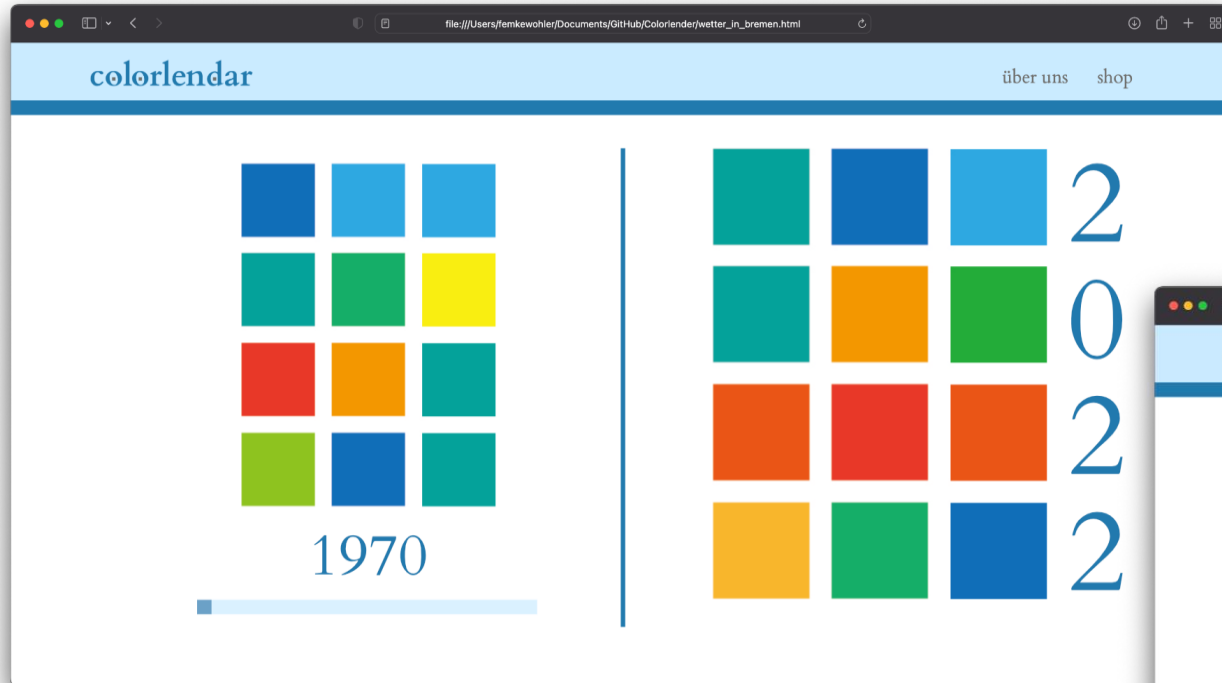 file:///Users/femkewohler/Documents/GitHub/Colorlender/wetter_in_bremen.html
colorlendar
über uns shop
1970
2
0
2
2